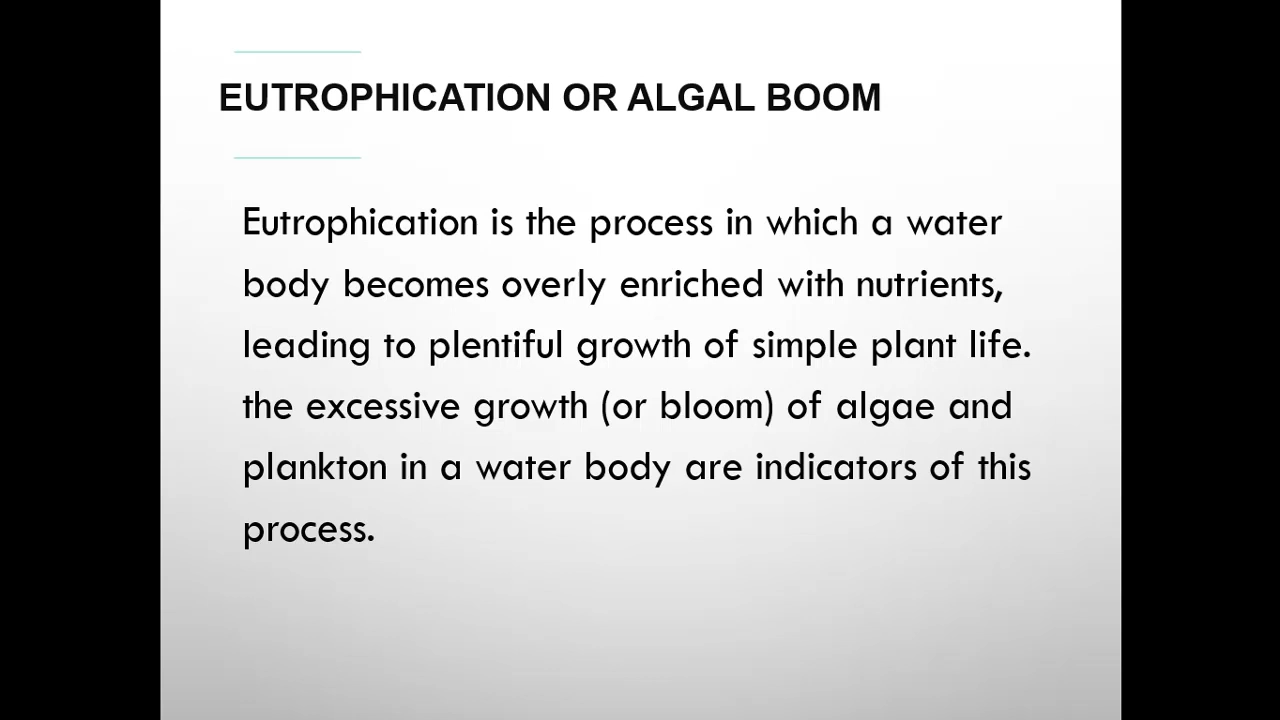 EUTROPHICATION OR ALGAL BOOM
Eutrophication is the process in which a water
body becomes overly enriched with nutrients,
leading to plentiful growth of simple plant life.
the excessive growth (or bloom) of algae and
plankton in a water body are indicators of this
process.